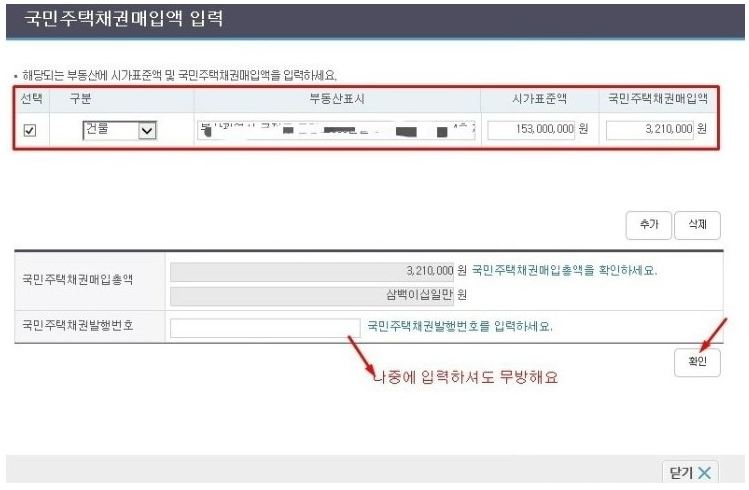 국민주택채권매입액 입력
• 해당되는 부동산에 시가표준액 및 국민주택채권매입액을 입력하세요.
선택 구분 부동산표시 시가표준액 국민주택채권매입액
건물 153,000,000 원 3,210,000 원
추가 삭제
국민주택채권매입총액 3,210,000 원 국민주택채권매입총액을 확인하세요.
삼백이십일만 원
국민주택채권발행번호 국민주택채권발행번호를 입력하세요.
확인
나중에 입력하셔도 무방해요
닫기 X